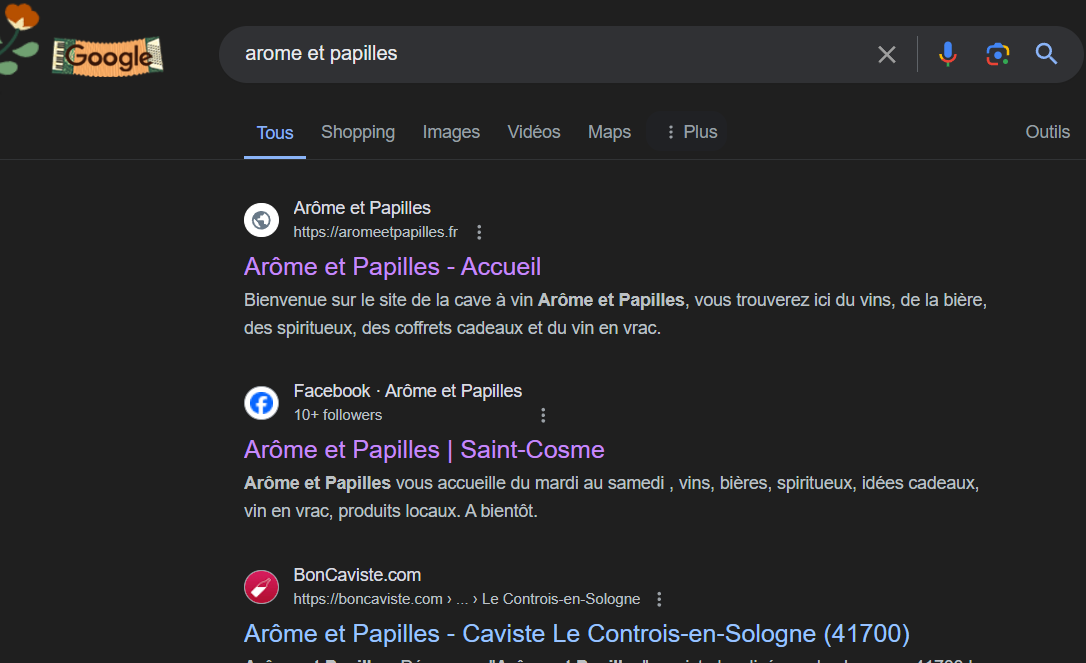 Google
arome et papilles
Tous Shopping Images Vidéos Maps Plus Outils
Arôme et Papilles
https://aromeetpapilles.fr
Arôme et Papilles - Accueil
Bienvenue sur le site de la cave à vin Arôme et Papilles, vous trouverez ici du vins, de la bière,
des spiritueux, des coffrets cadeaux et du vin en vrac.
Facebook · Arôme et Papilles
10+ followers
Arôme et Papilles | Saint-Cosme
Arôme et Papilles vous accueille du mardi au samedi , vins, bières, spiritueux, idées cadeaux,
vin en vrac, produits locaux. A bientôt.
BonCaviste.com
https://boncaviste.com › ... › Le Controis-en-Sologne
Arôme et Papilles - Caviste Le Controis-en-Sologne (41700)